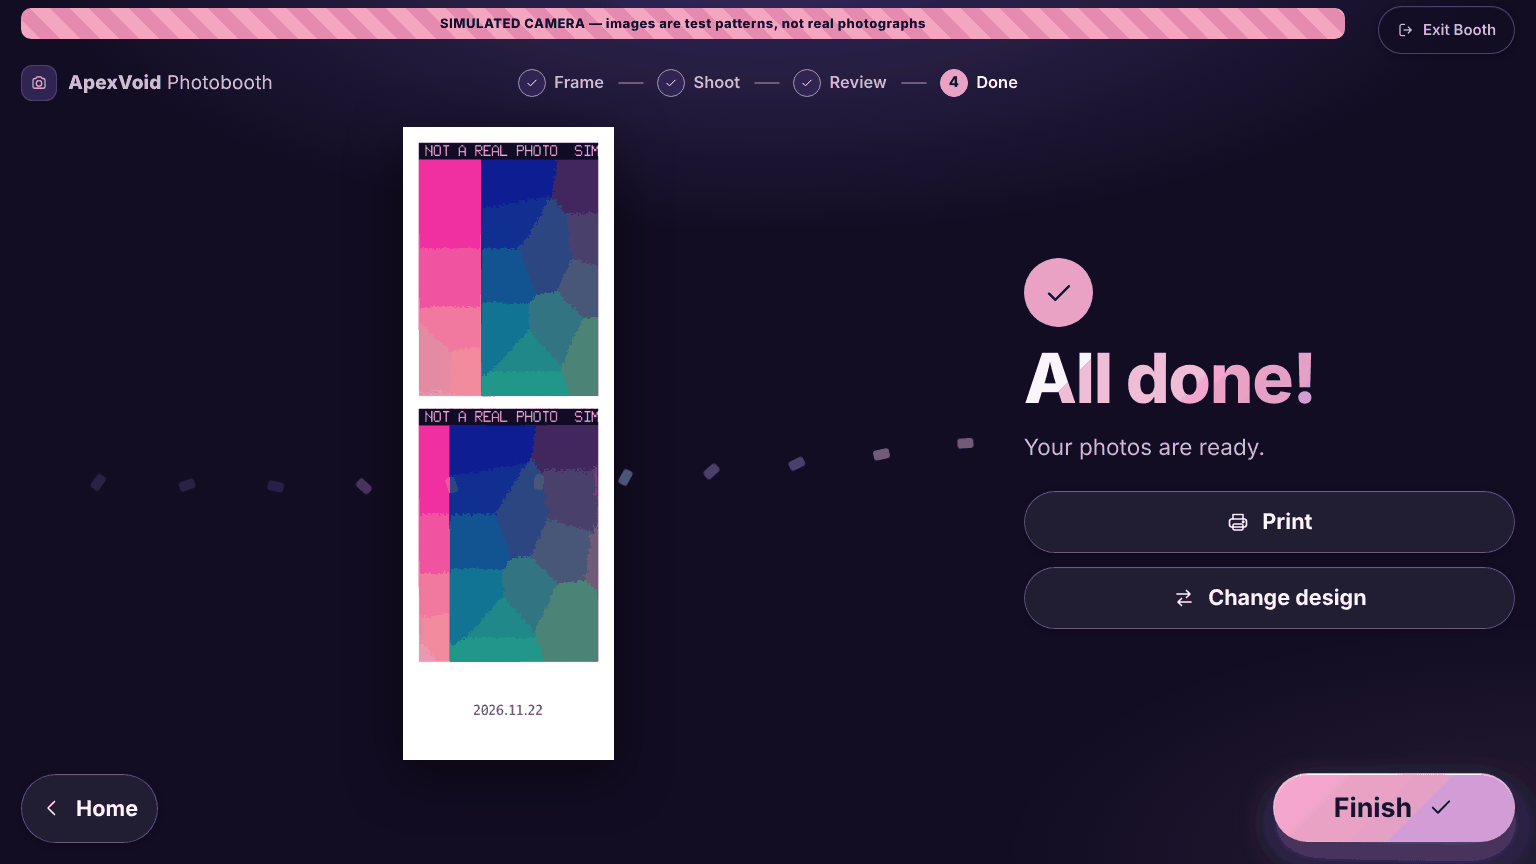 SIMULATED CAMERA — images are test patterns, not real photographs
Exit Booth
ApexVoid Photobooth
Frame
Shoot
Review
4 Done
NOT A REAL PHOTO SIM
NOT A REAL PHOTO SIM
2026.11.22
All done!
Your photos are ready.
Print
Change design
Home
Finish